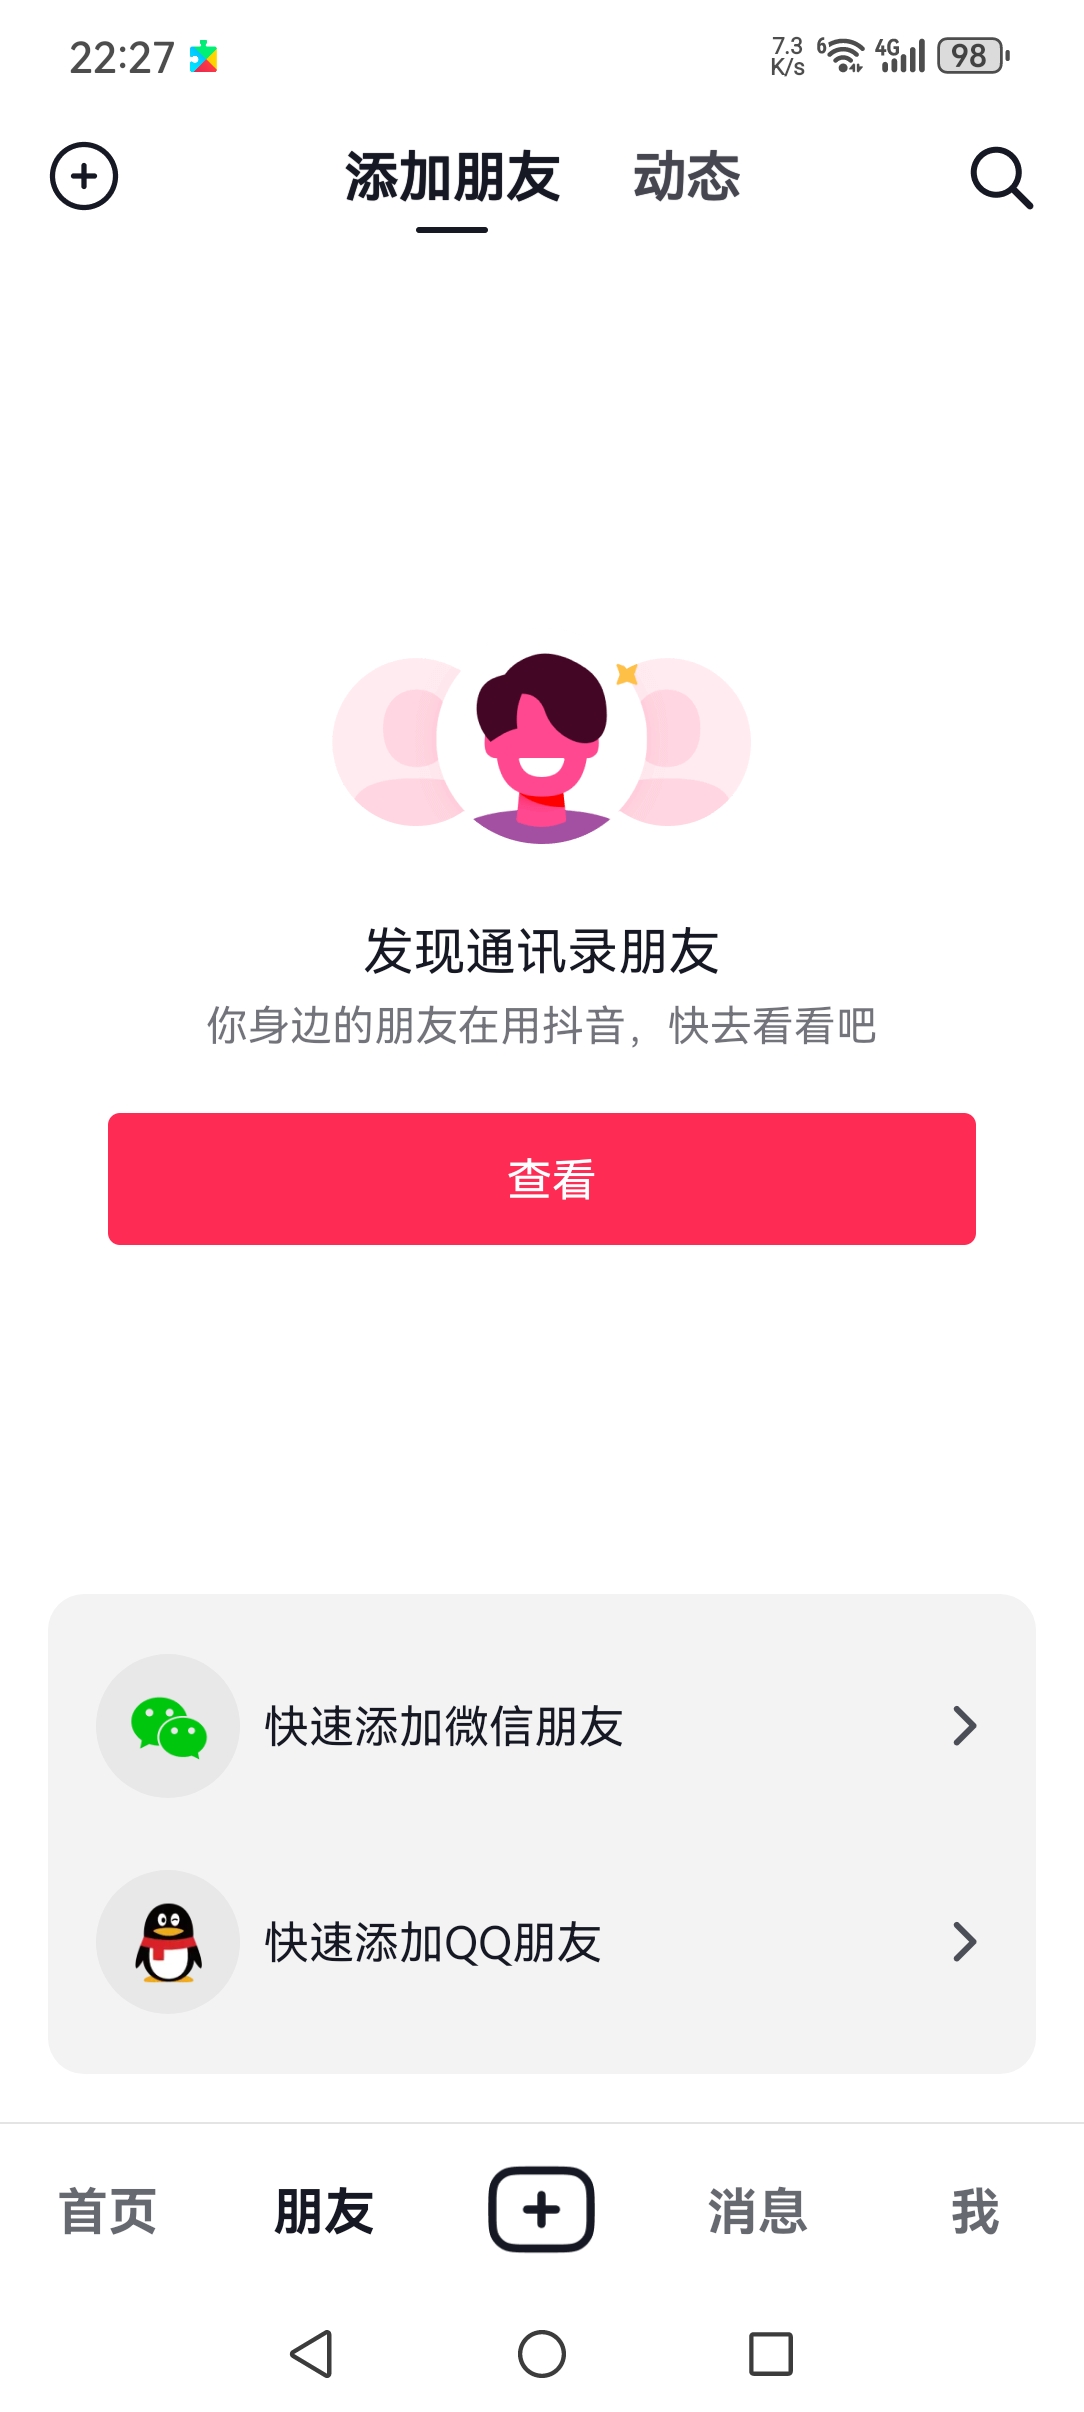 22:27
7.3 K/s
6
4G
98
添加朋友 动态
发现通讯录朋友
你身边的朋友在用抖音，快去看看吧
查看
快速添加微信朋友
快速添加QQ朋友
首页 朋友 消息 我